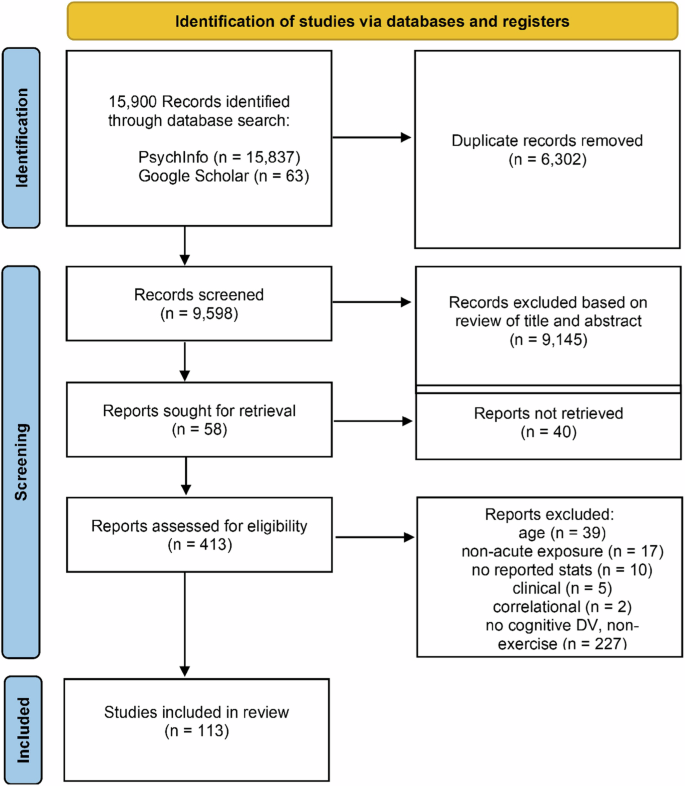 Identification of studies via databases and registers
Identification
15,900 Records identified
through database search:
PsychInfo (n = 15,837)
Google Scholar (n = 63)
Duplicate records removed
(n = 6,302)
Screening
Records screened
(n = 9,598)
Records excluded based on
review of title and abstract
(n = 9,145)
Reports sought for retrieval
(n = 58)
Reports not retrieved
(n = 40)
Reports assessed for eligibility
(n = 413)
Reports excluded:
age (n = 39)
non-acute exposure (n = 17)
no reported stats (n = 10)
clinical (n = 5)
correlational (n = 2)
no cognitive DV, non-
exercise (n = 227)
Included
Studies included in review
(n = 113)